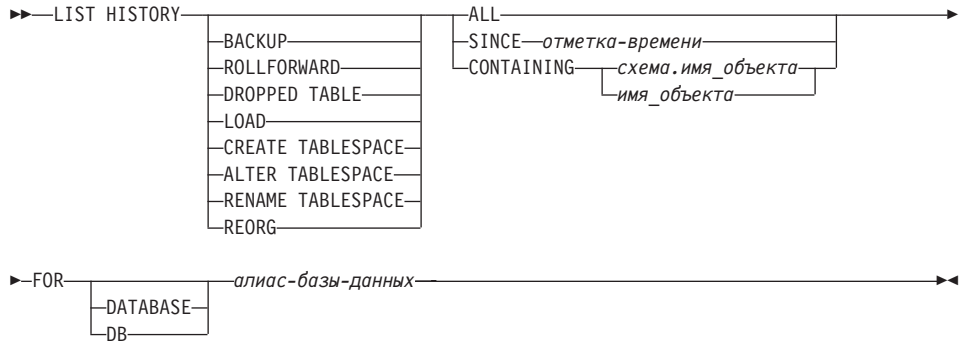 LIST HISTORY ALL
BACKUP SINCE отметка-времени
ROLLFORWARD CONTAINING схема.имя_объекта
DROPPED TABLE имя_объекта
LOAD
CREATE TABLESPACE
ALTER TABLESPACE
RENAME TABLESPACE
REORG
FOR алиас-базы-данных
DATABASE
DB